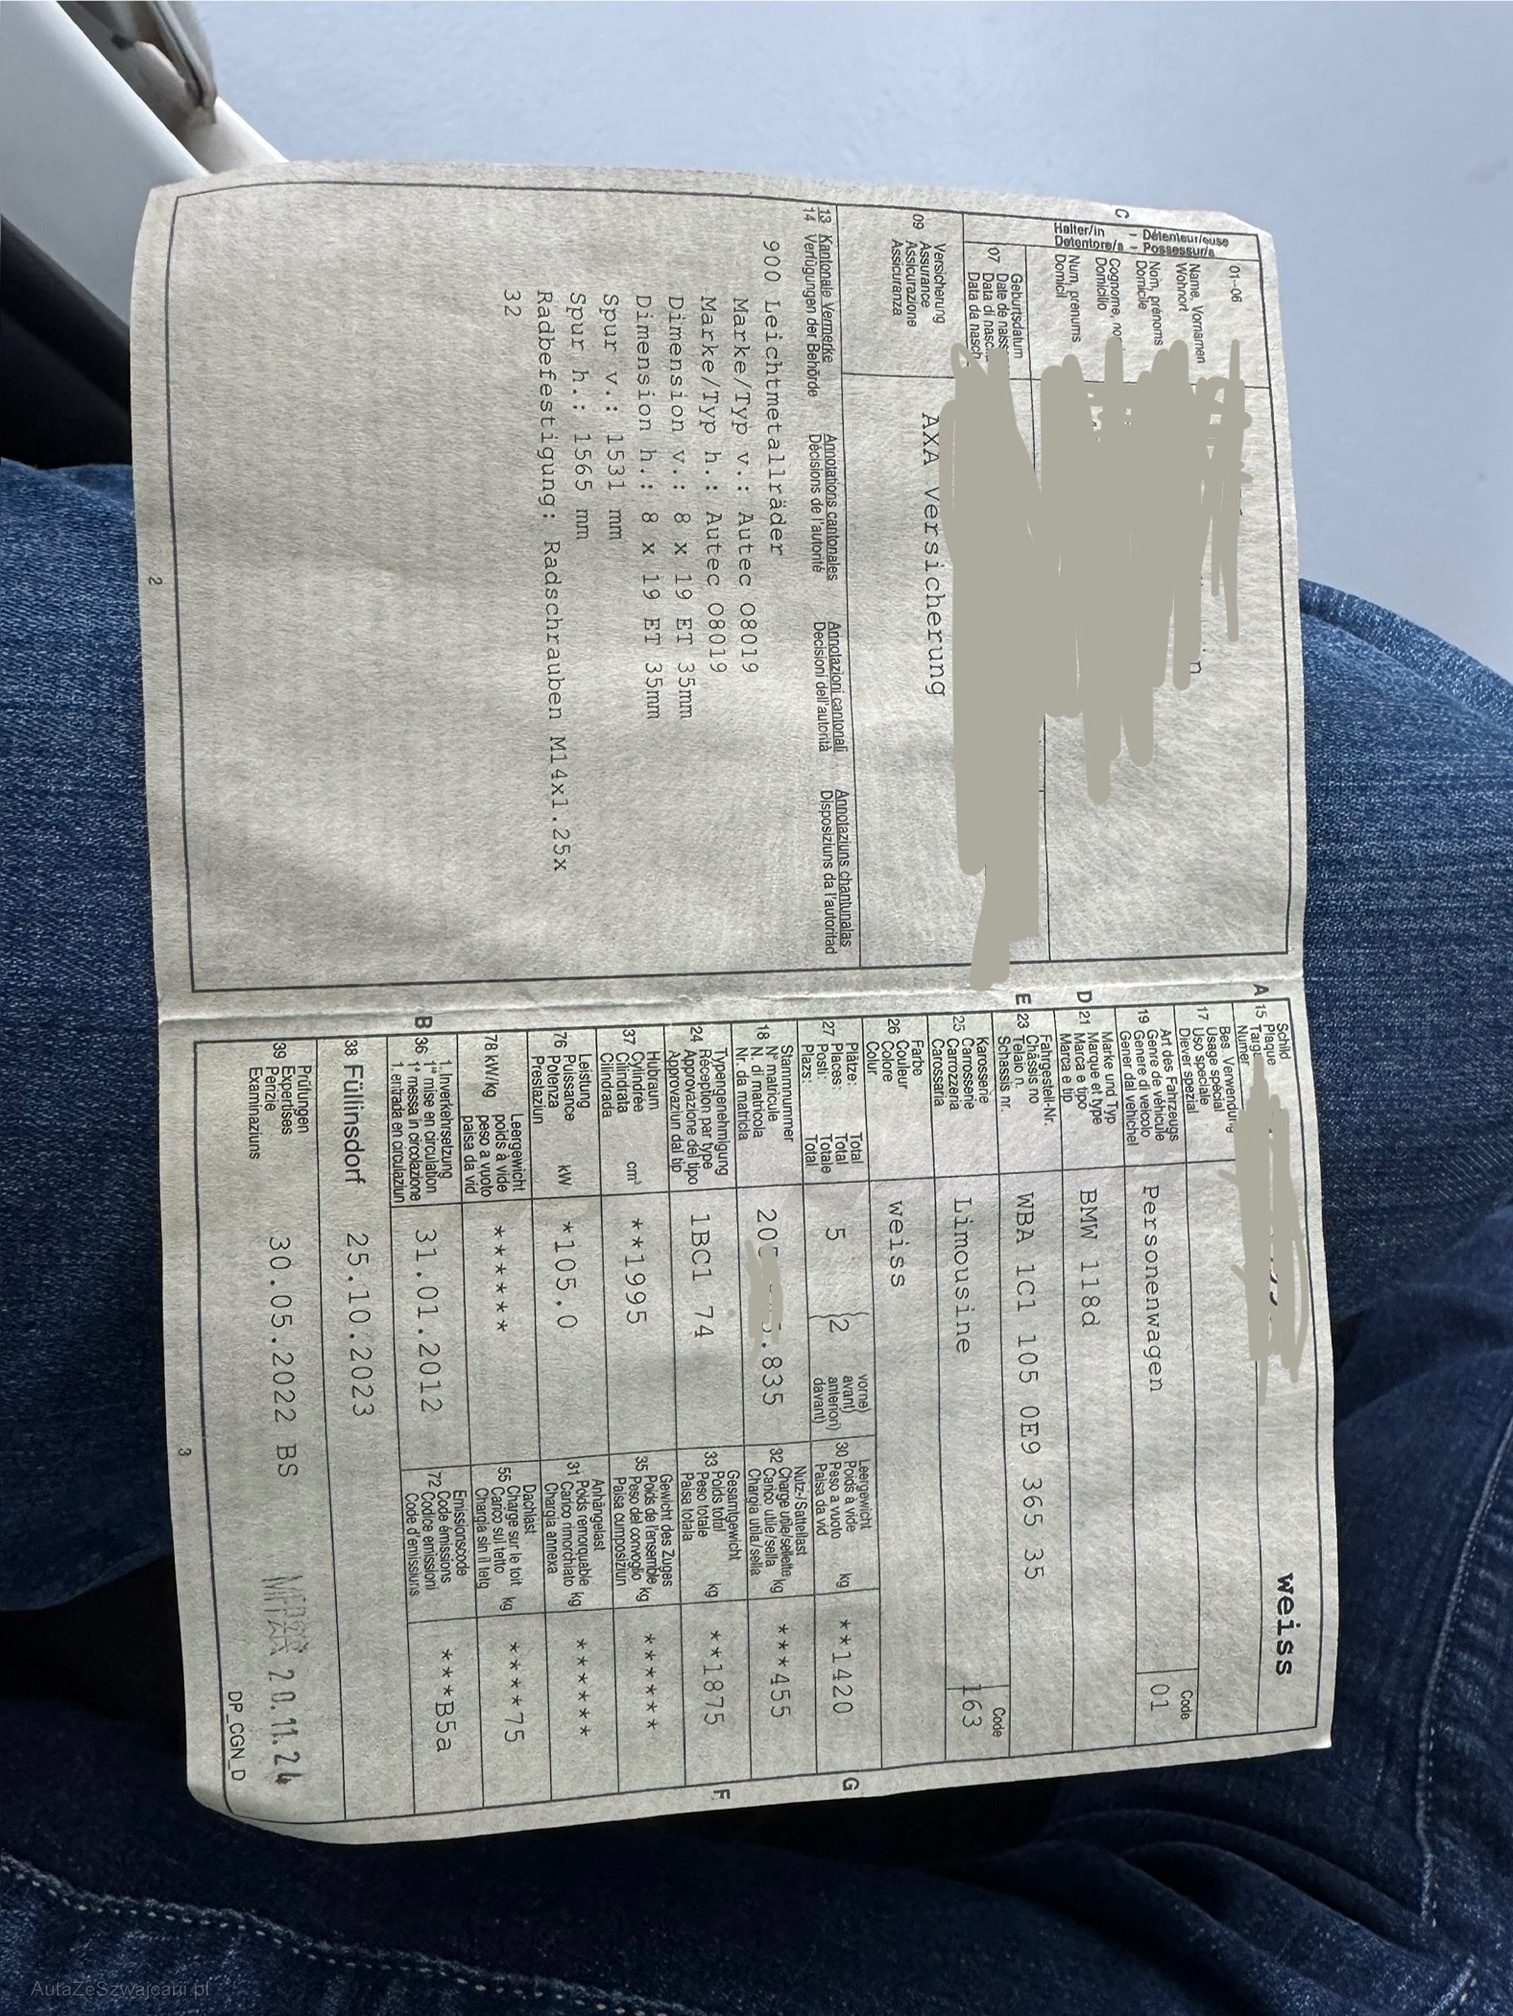 C
Halter/in – Détenteur/ouse
Detentore/a – Possessur/a
01–06
Name, Vornamen
Wohnort
Nom, prénoms
Domicile
Cognome,
Domicilio
Num, prenums
Domicil
07
Geburtsdatum
Date de
Data di
Data da nasch
09
Versicherung
Assurance
Assicurazione
Assicuranza
AXA Versicherung
13 Kantonale Vermerke Annotations cantonales Annotazioni cantonali Annotaziuns chantunalas
14 Verfügungen der Behörde Décisions de l'autorité Decisioni dell'autorità Disposiziuns da l'autoritad
900 Leichtmetallräder
Marke/Typ v.: Autec O8019
Marke/Typ h.: Autec O8019
Dimension v.: 8 x 19 ET 35mm
Dimension h.: 8 x 19 ET 35mm
Spur v.: 1531 mm
Spur h.: 1565 mm
Radbefestigung: Radschrauben M14x1.25x
32
2
A
15
Schild
Plaque
Targa
Numer
weiss
17
Bes. Verwendung
Usage spécial
Uso speciale
Diever spezial
19
Art des Fahrzeugs
Genre de véhicule
Genere di veicolo
Gener dal vehichel
Personenwagen
Code
01
D
21
Marke und Typ
Marque et type
Marca e tipo
Marca e tip
BMW 118d
E
23
Fahrgestell-Nr.
Châssis no
Telaio n.
Schassis nr.
WBA 1C1 105 0E9 365 35
25
Karosserie
Carrosserie
Carrozzeria
Carossaria
Limousine
Code
163
26
Farbe
Couleur
Colore
Colur
weiss
27
Plätze: Total
Places: Total
Posti: Totale
Plazs: Total
5
2
vorne)
avant)
anteriori)
davant)
30
Leergewicht
Poids à vide
Peso a vuoto
Paisa da vid
kg
**1420
G
18
Stammnummer
N° matricule
N. di matricola
Nr. da matricla
.835
32
Nutz-/Sattellast
Charge utile/sellette
Carico utile/sella
Chargia utila/sella
kg
***455
24
Typengenehmigung
Réception par type
Approvazione del tipo
Approvaziun dal tip
1BC1 74
33
Gesamtgewicht
Poids total
Peso totale
Paisa totala
kg
**1875
F
37
Hubraum
Cylindrée
Cilindrata
Cilindrada
cm³
**1995
35
Gewicht des Zuges
Poids de l'ensemble
Peso del convoglio
Paisa cumposiziun
kg
******
76
Leistung
Puissance
Potenza
Prestaziun
kW
*105.0
31
Anhängelast
Poids remorquable
Carico rimorchiato
Chargia annexa
kg
******
78 kW/kg
Leergewicht
poids à vide
peso a vuoto
paisa da vid
*****
55
Dachlast
Charge sur le toit
Carico sul tetto
Chargia sin il tetg
kg
****75
B
36
1. Inverkehrsetzung
1re mise en circulation
1a messa in circolazione
1. entrada en circulaziun
31.01.2012
72
Emissionscode
Code émissions
Codice emissioni
Code d'emissiuns
***B5a
38 Füllinsdorf 25.10.2023
39
Prüfungen
Expertises
Perizie
Examinaziuns
30.05.2022 BS
20.11.24
DP_CGN_D
3
AutaZeSzwajcarii.pl